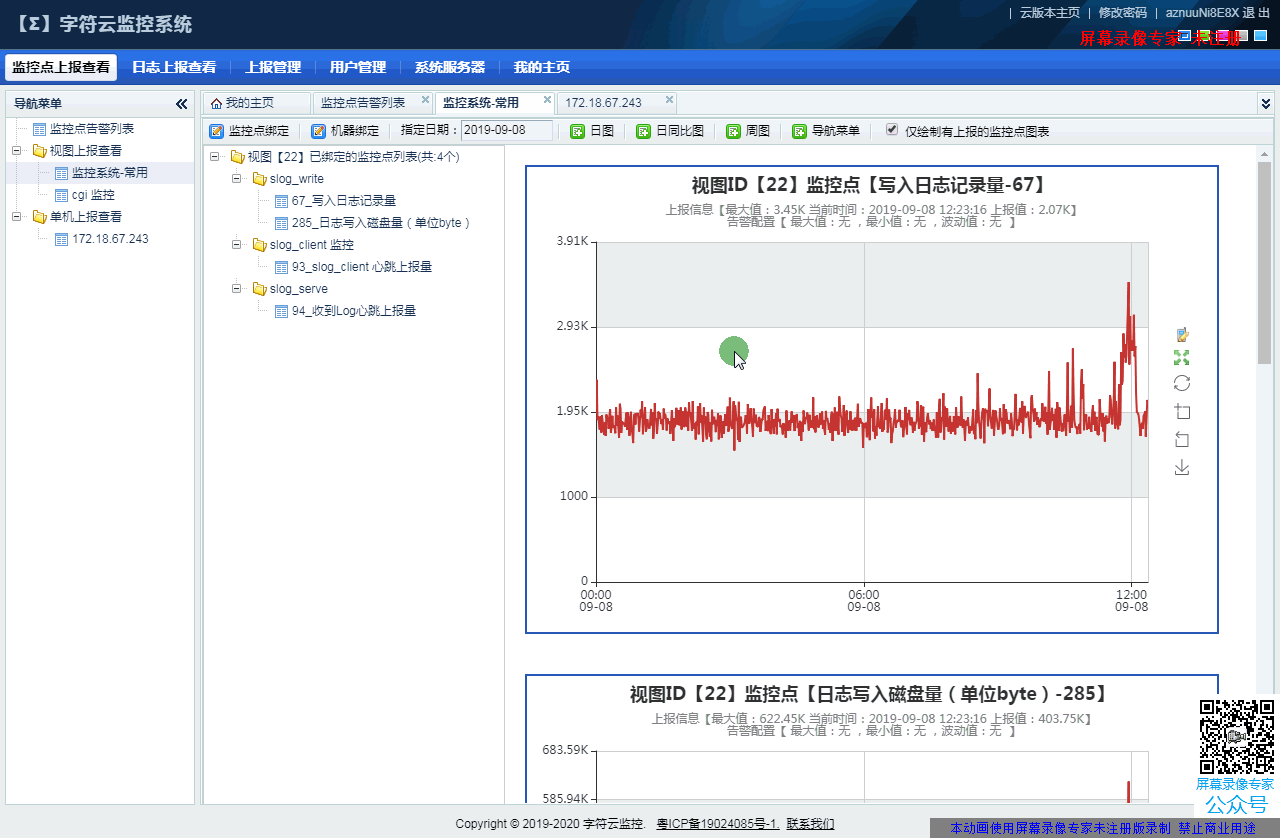 【Σ】字符云监控系统
| 云版本主页 | 修改密码 | aznuuNi8E8X 退 出
屏幕录像专家 未注册
监控点上报查看 日志上报查看 上报管理 用户管理 系统服务器 我的主页
导航菜单
监控点告警列表
视图上报查看
监控系统-常用
cgi 监控
单机上报查看
172.18.67.243
我的主页 监控点告警列表 监控系统-常用 172.18.67.243
监控点绑定 机器绑定 指定日期： 2019-09-08 日图 日同比图 周图 导航菜单 仅绘制有上报的监控点图表
视图【22】已绑定的监控点列表(共:4个)
slog_write
67_写入日志记录量
285_日志写入磁盘量（单位byte）
slog_client 监控
93_slog_client 心跳上报量
slog_serve
94_收到Log心跳上报量
视图ID【22】监控点【写入日志记录量-67】
上报信息【最大值：3.45K 当前时间：2019-09-08 12:23:16 上报值：2.07K】
告警配置【 最大值：无 ，最小值：无 ，波动值：无 】
3.91K
2.93K
1.95K
1000
0
00:00 06:00 12:00
09-08 09-08 09-08
视图ID【22】监控点【日志写入磁盘量（单位byte）-285】
上报信息【最大值：622.45K 当前时间：2019-09-08 12:23:16 上报值：403.75K】
告警配置【 最大值：无 ，最小值：无 ，波动值：无 】
683.59K
585.94K
屏幕录像专家
公众号
Copyright © 2019-2020 字符云监控. 粤ICP备19024085号-1. 联系我们
本动画使用屏幕录像专家未注册版录制 禁止商业用途